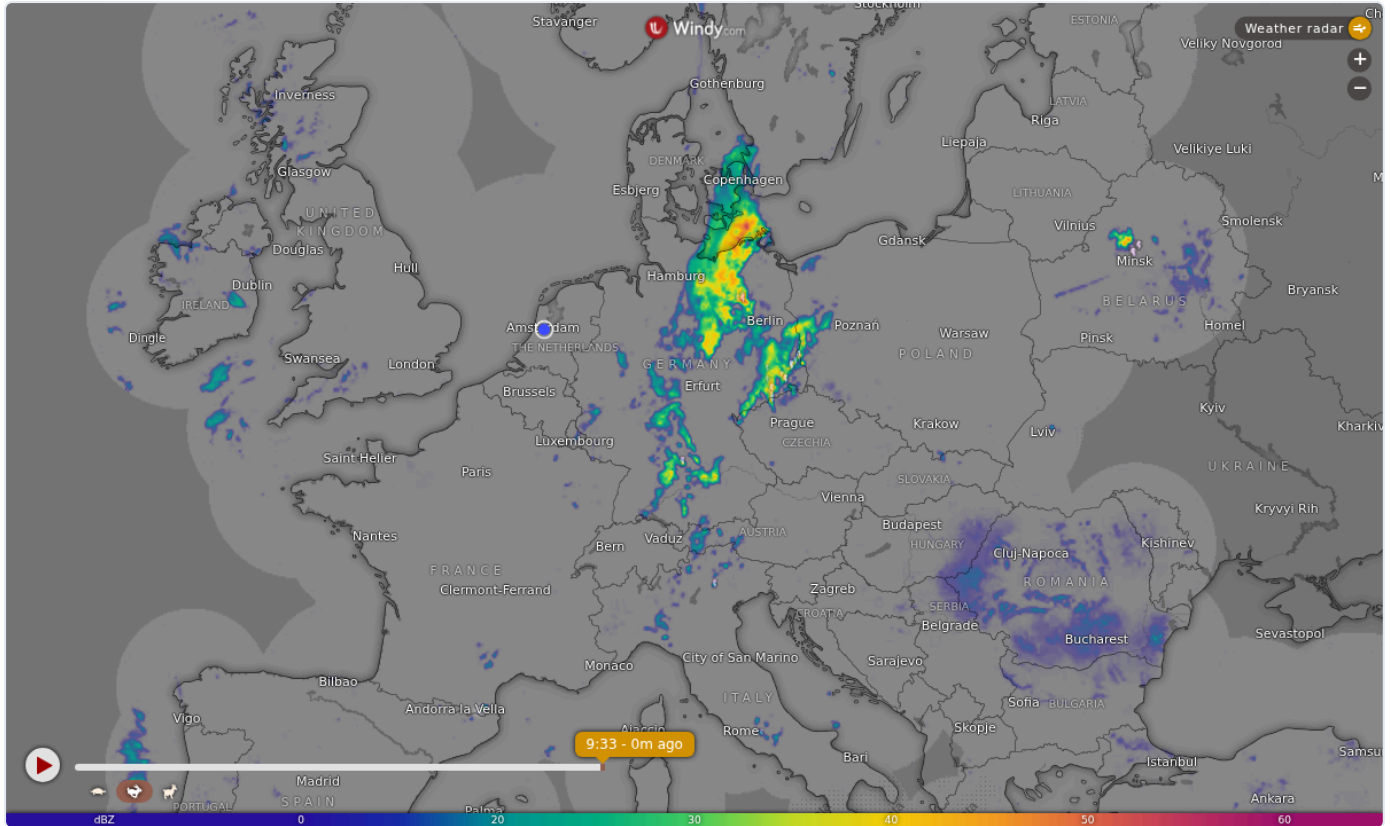 Stavanger
Stockholm
ESTONIA
Windy.com
Weather radar
Veliky Novgorod
+
−
Gothenburg
Inverness
LATVIA
Riga
Liepaja
Velikiye Luki
DENMARK
Glasgow
Copenhagen
Esbjerg
LITHUANIA
UNITED
KINGDOM
Vilnius
Smolensk
Gdansk
Douglas
Minsk
Hull
Hamburg
Dublin
Bryansk
IRELAND
BELARUS
Amsterdam
Berlin
Poznań
Homel
Dingle
Warsaw
Pinsk
THE NETHERLANDS
POLAND
Swansea
London
GERMANY
Brussels
Erfurt
Kyiv
Prague
Krakow
Kharkiv
Lviv
Luxembourg
CZECHIA
Saint Helier
Paris
UKRAINE
SLOVAKIA
Vienna
Kryvyi Rih
Budapest
Nantes
Bern
Vaduz
AUSTRIA
HUNGARY
Kishinev
Cluj-Napoca
FRANCE
Clermont-Ferrand
Zagreb
ROMANIA
CROATIA
SERBIA
Belgrade
Sevastopol
Bucharest
Monaco
City of San Marino
Sarajevo
Bilbao
ITALY
Sofia
BULGARIA
Andorra la Vella
Vigo
Ajaccio
Rome
Skopje
9:33 - 0m ago
Bari
Istanbul
Samsu
Madrid
SPAIN
PORTUGAL
Palma
Ankara
dBZ 0 20 30 40 50 60